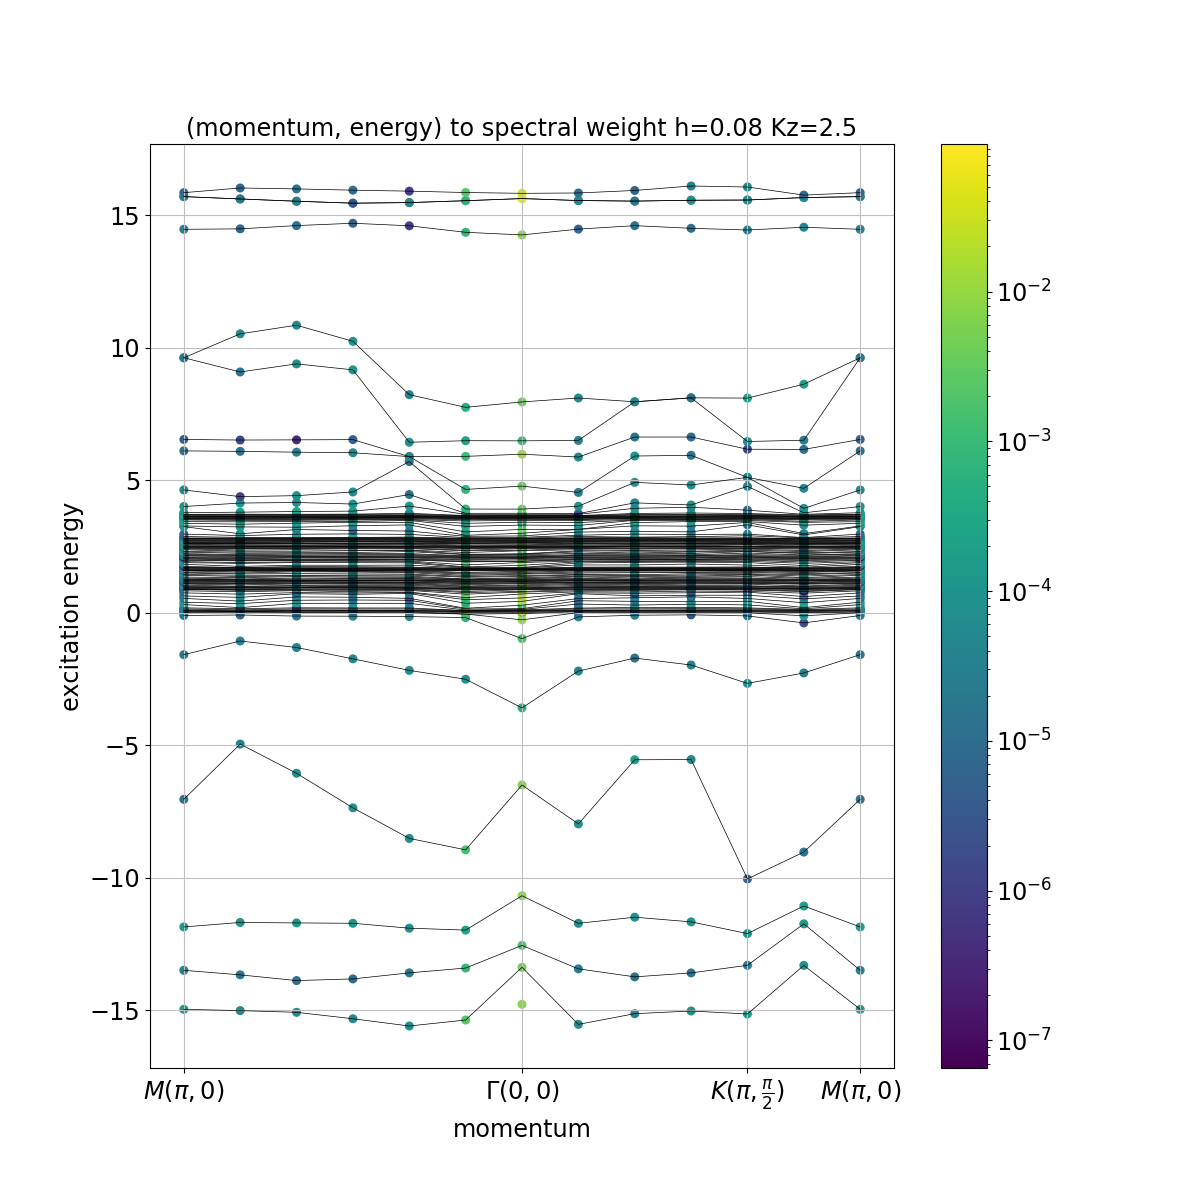 (momentum, energy) to spectral weight h=0.08 Kz=2.5
15
10
5
0
−5
−10
−15
excitation energy
M(π, 0)
Γ(0, 0)
K(π, π/2)
M(π, 0)
momentum
10⁻²
10⁻³
10⁻⁴
10⁻⁵
10⁻⁶
10⁻⁷